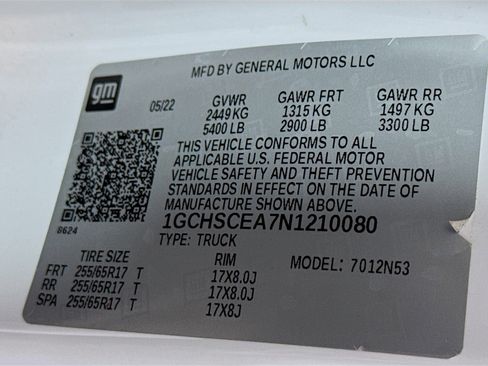 MFD BY GENERAL MOTORS LLC
gm
05/22 GVWR GAWR FRT GAWR RR
2449 KG 1315 KG 1497 KG
5400 LB 2900 LB 3300 LB
THIS VEHICLE CONFORMS TO ALL
APPLICABLE U.S. FEDERAL MOTOR
VEHICLE SAFETY AND THEFT PREVENTION
STANDARDS IN EFFECT ON THE DATE OF
MANUFACTURE SHOWN ABOVE.
8624
1GCHSCEA7N1210080
TYPE: TRUCK
TIRE SIZE RIM MODEL: 7012N53
FRT 255/65R17 T 17X8.0J
RR 255/65R17 T 17X8.0J
SPA 255/65R17 T 17X8J